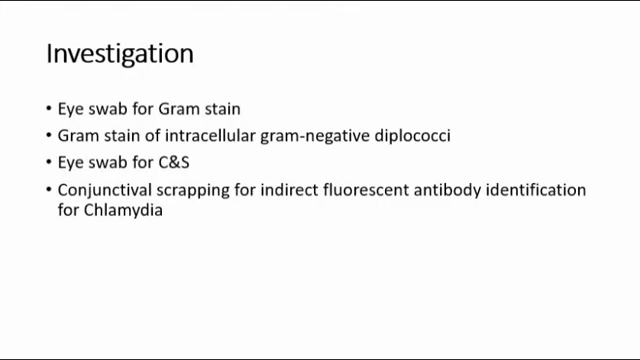 Investigation
• Eye swab for Gram stain
• Gram stain of intracellular gram-negative diplococci
• Eye swab for C&S
• Conjunctival scrapping for indirect fluorescent antibody identification
for Chlamydia